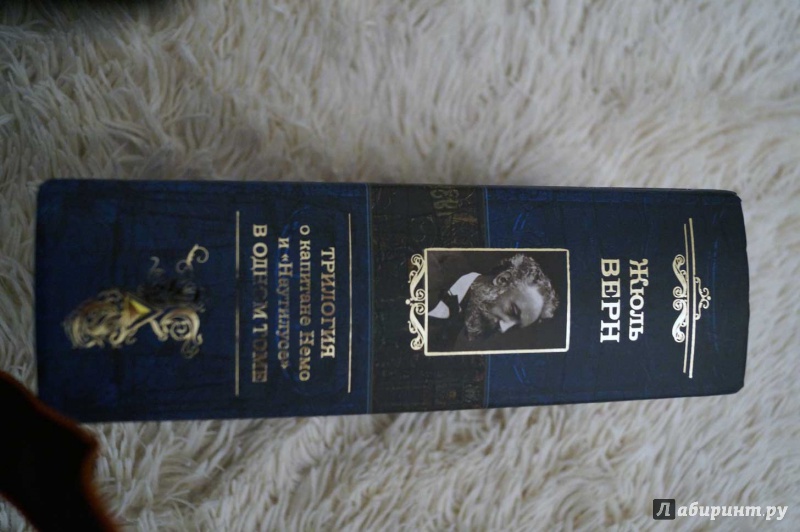 ЖЮЛЬ
ВЕРН
ТРИЛОГИЯ
о капитане Немо
и «Наутилусе»
В ОДНОМ ТОМЕ
Лабиринт.ру